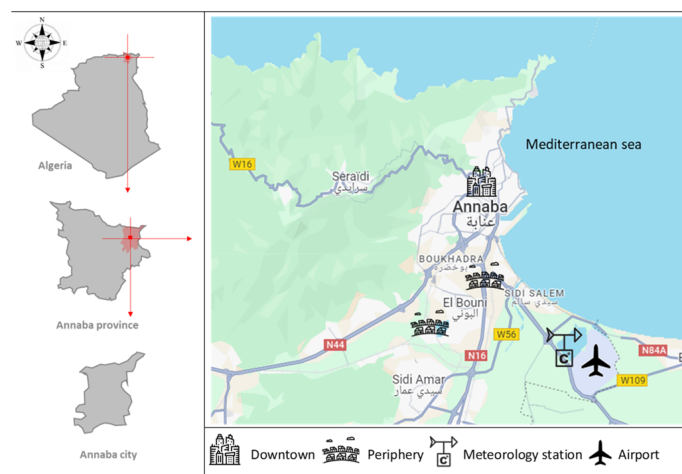 N
W E
S
Algeria
Annaba province
Annaba city
Mediterranean sea
W16
Seraïdi
سرايدي
Annaba
عنابة
BOUKHADRA
بوخضرة
SIDI SALEM
سيدي سالم
El Bouni
البوني
W56
N44
N16
C
N84A
W109
Sidi Amar
سيدي عمار
Downtown
Periphery
C
Meteorology station
Airport